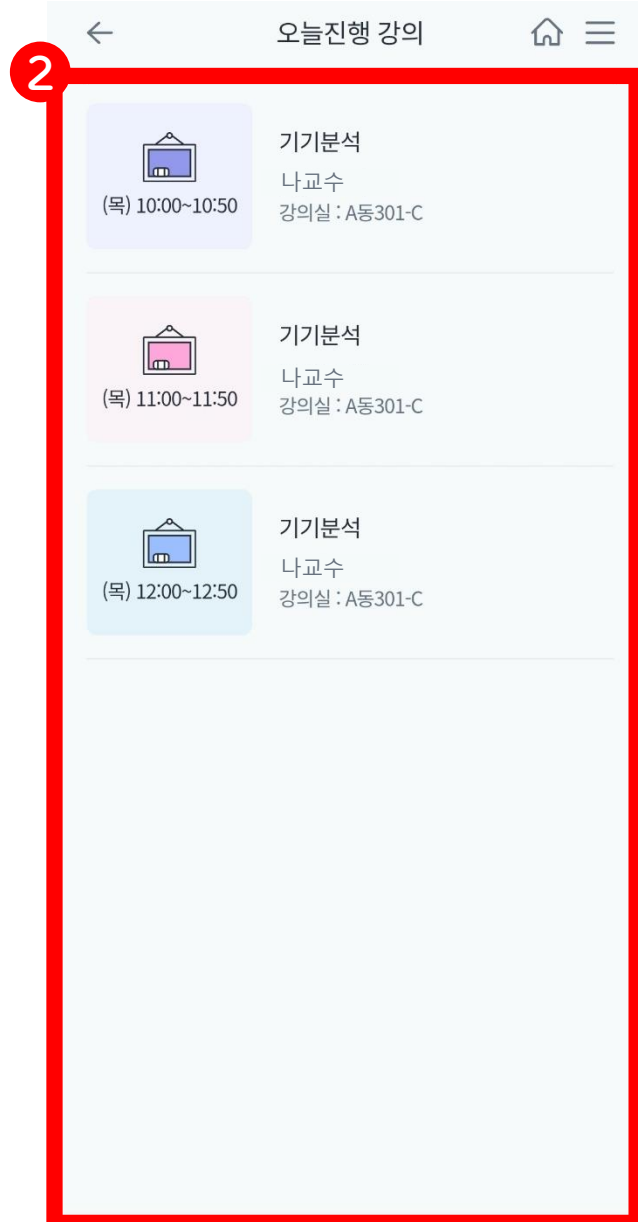 오늘진행 강의
2
기기분석
나교수
(목) 10:00~10:50
강의실 : A동301-C
기기분석
나교수
(목) 11:00~11:50
강의실 : A동301-C
기기분석
나교수
(목) 12:00~12:50
강의실 : A동301-C